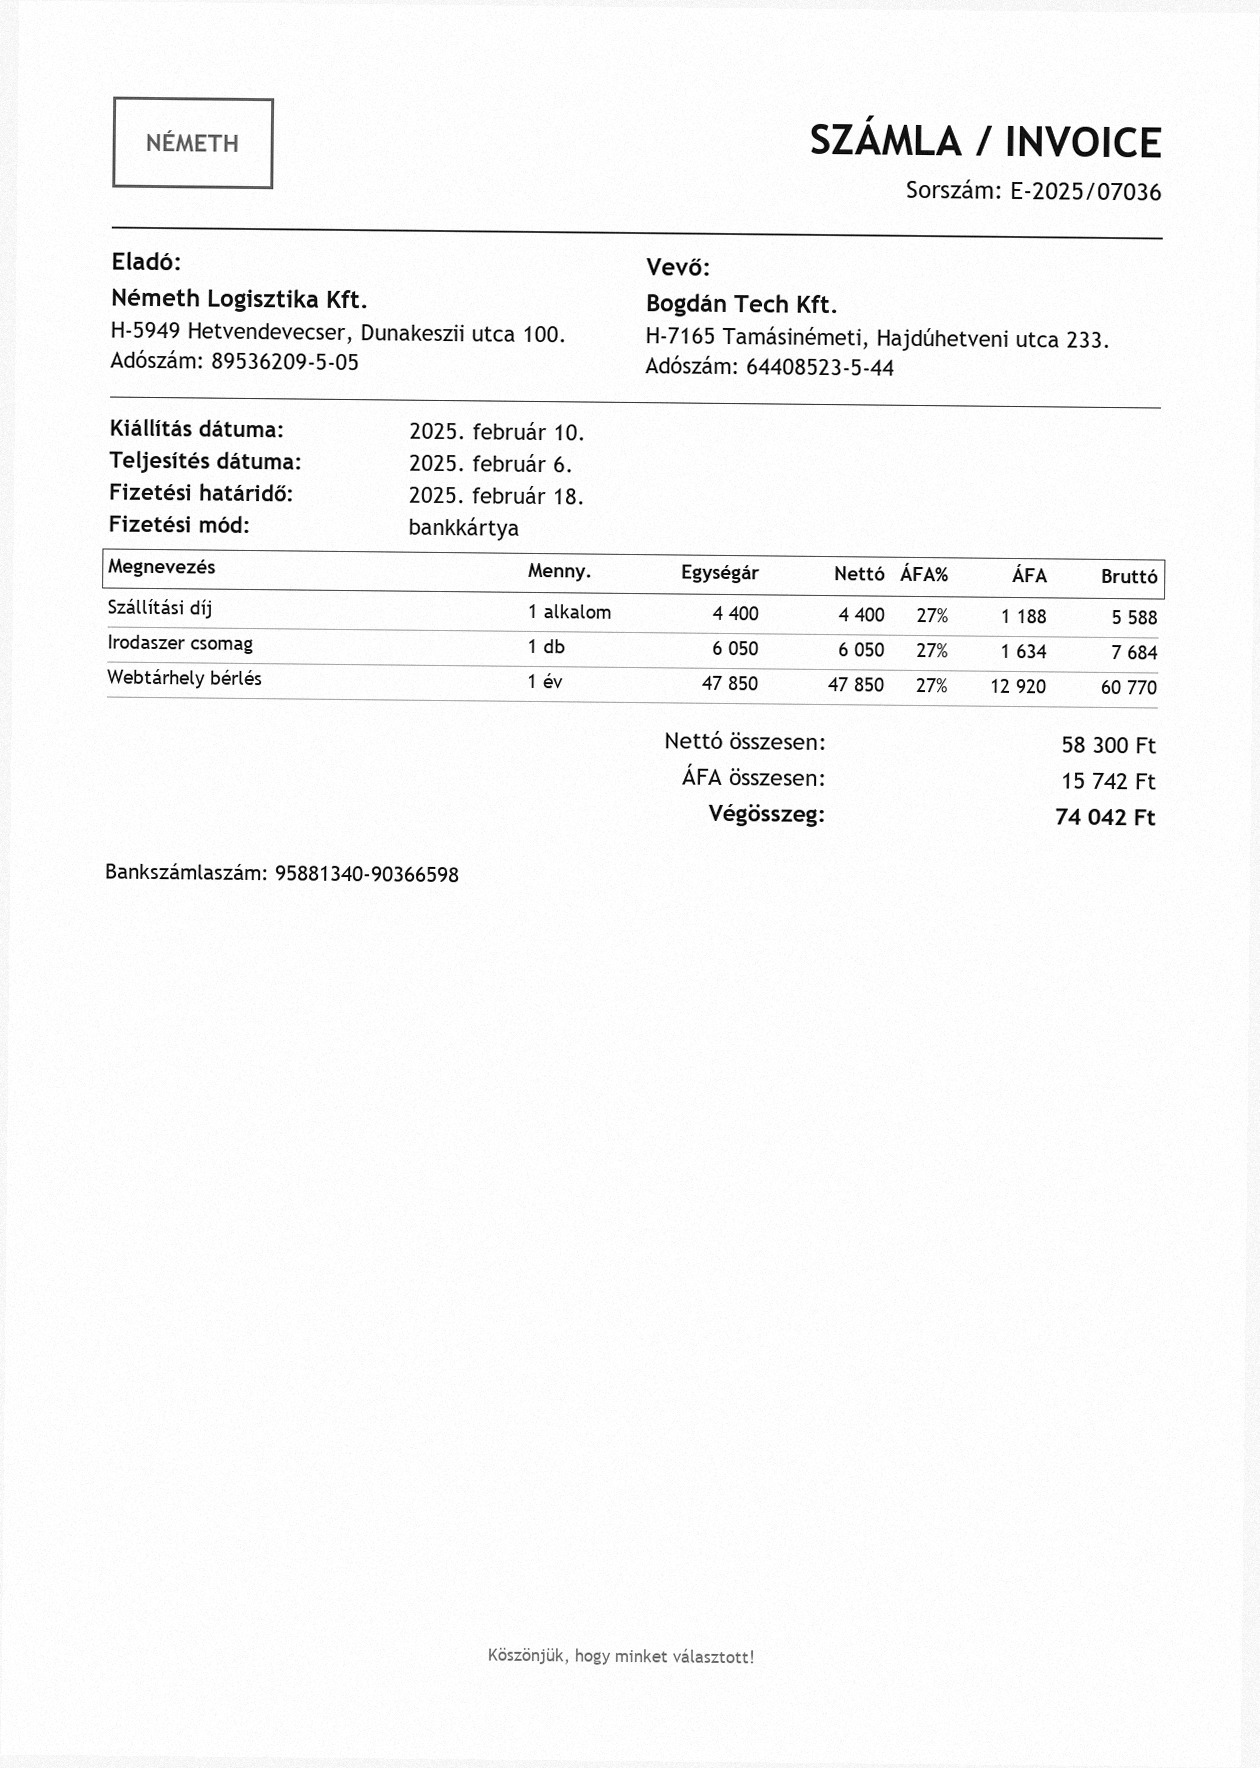 NÉMETH
SZÁMLA / INVOICE
Sorszám: E-2025/07036
Eladó:
Németh Logisztika Kft.
H-5949 Hetvendevecser, Dunakeszii utca 100.
Adószám: 89536209-5-05
Vevő:
Bogdán Tech Kft.
H-7165 Tamásinémeti, Hajdúhetveni utca 233.
Adószám: 64408523-5-44
Kiállítás dátuma: 2025. február 10.
Teljesítés dátuma: 2025. február 6.
Fizetési határidő: 2025. február 18.
Fizetési mód: bankkártya
Megnevezés Menny. Egységár Nettó ÁFA% ÁFA Bruttó
Szállítási díj 1 alkalom 4 400 4 400 27% 1 188 5 588
Irodaszer csomag 1 db 6 050 6 050 27% 1 634 7 684
Webtárhely bérlés 1 év 47 850 47 850 27% 12 920 60 770
Nettó összesen: 58 300 Ft
ÁFA összesen: 15 742 Ft
Végösszeg: 74 042 Ft
Bankszámlaszám: 95881340-90366598
Köszönjük, hogy minket választott!